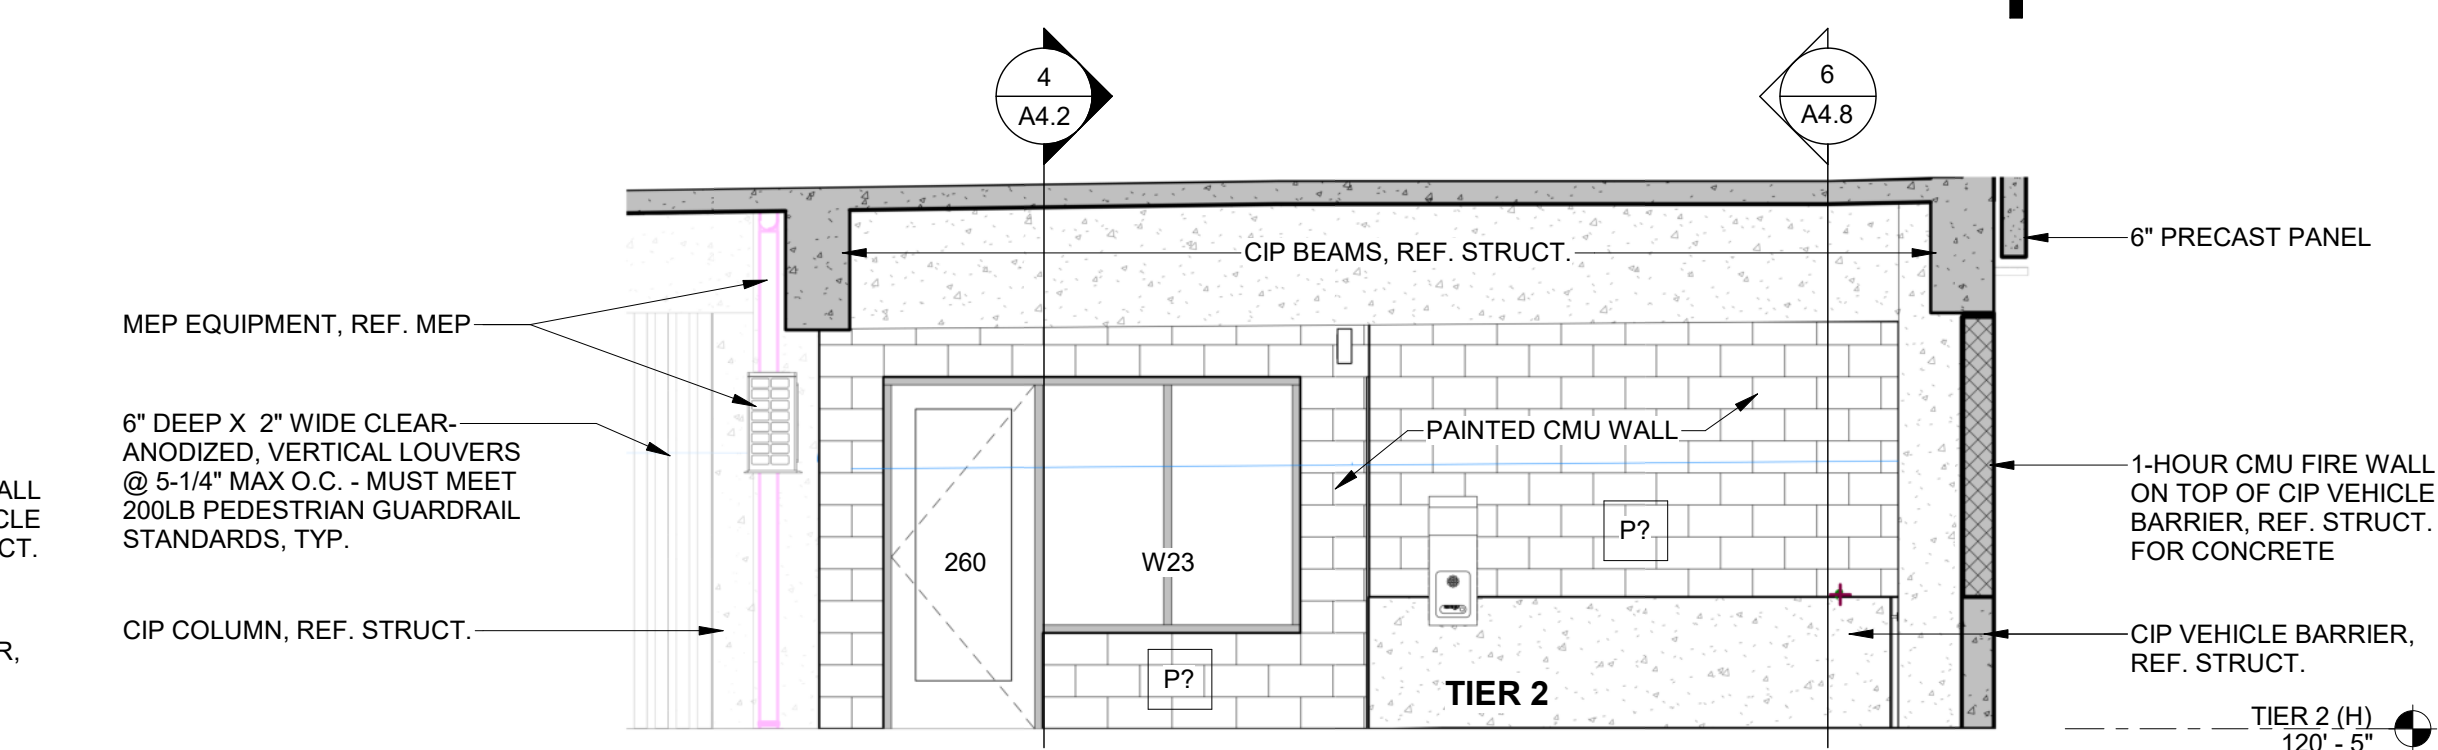 4
A4.2
6
A4.8
CIP BEAMS, REF. STRUCT.
6" PRECAST PANEL
MEP EQUIPMENT, REF. MEP
6" DEEP X 2" WIDE CLEAR-
ANODIZED, VERTICAL LOUVERS
@ 5-1/4" MAX O.C. - MUST MEET
200LB PEDESTRIAN GUARDRAIL
STANDARDS, TYP.
PAINTED CMU WALL
ALL
CLE
CT.
1-HOUR CMU FIRE WALL
ON TOP OF CIP VEHICLE
BARRIER, REF. STRUCT.
FOR CONCRETE
P?
260
W23
CIP COLUMN, REF. STRUCT.
R,
CIP VEHICLE BARRIER,
REF. STRUCT.
P?
TIER 2
TIER 2 (H)
120' - 5"